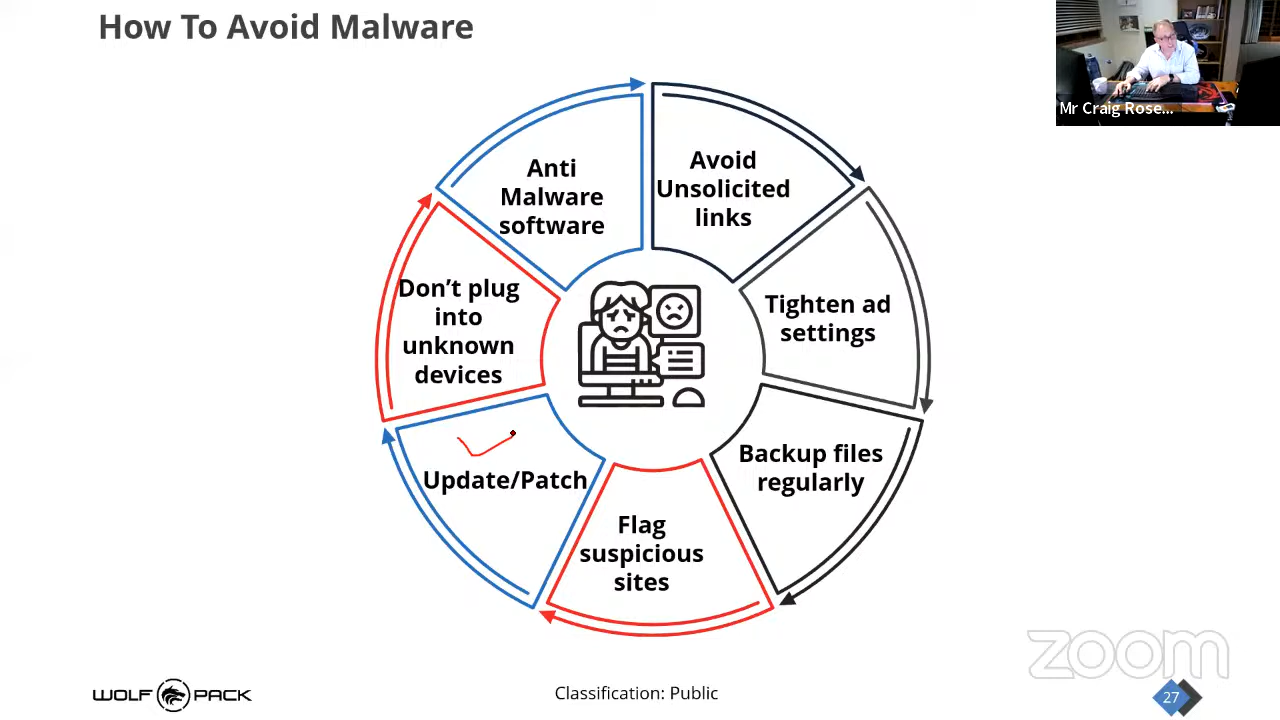 How To Avoid Malware
Mr Craig Rose...
Anti
Malware
software
Avoid
Unsolicited
links
Tighten ad
settings
Backup files
regularly
Flag
suspicious
sites
Update/Patch
Don’t plug
into
unknown
devices
zoom
WOLF PACK
Classification: Public
27